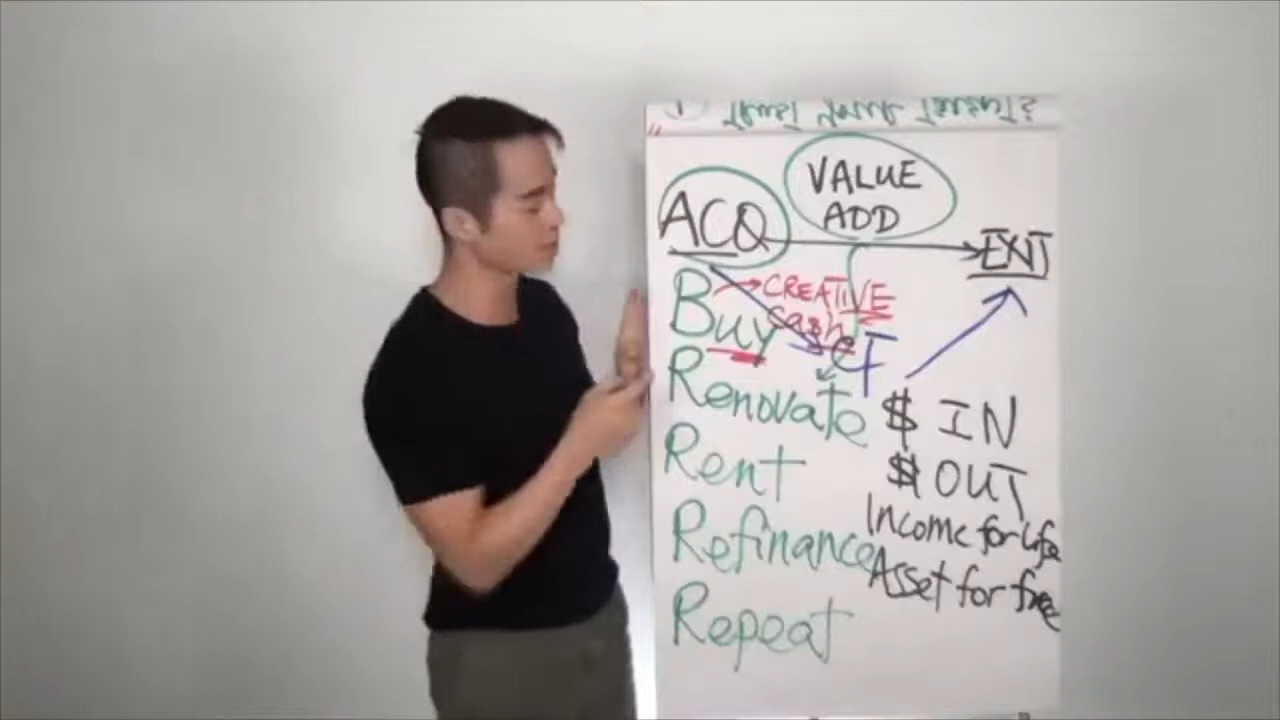 VALUE
ADD
ACQ
EXIT
Buy
CREATIVE
cash
Renovate
$ IN
Rent
$ OUT
Income for life
Refinance
Asset for free
Repeat